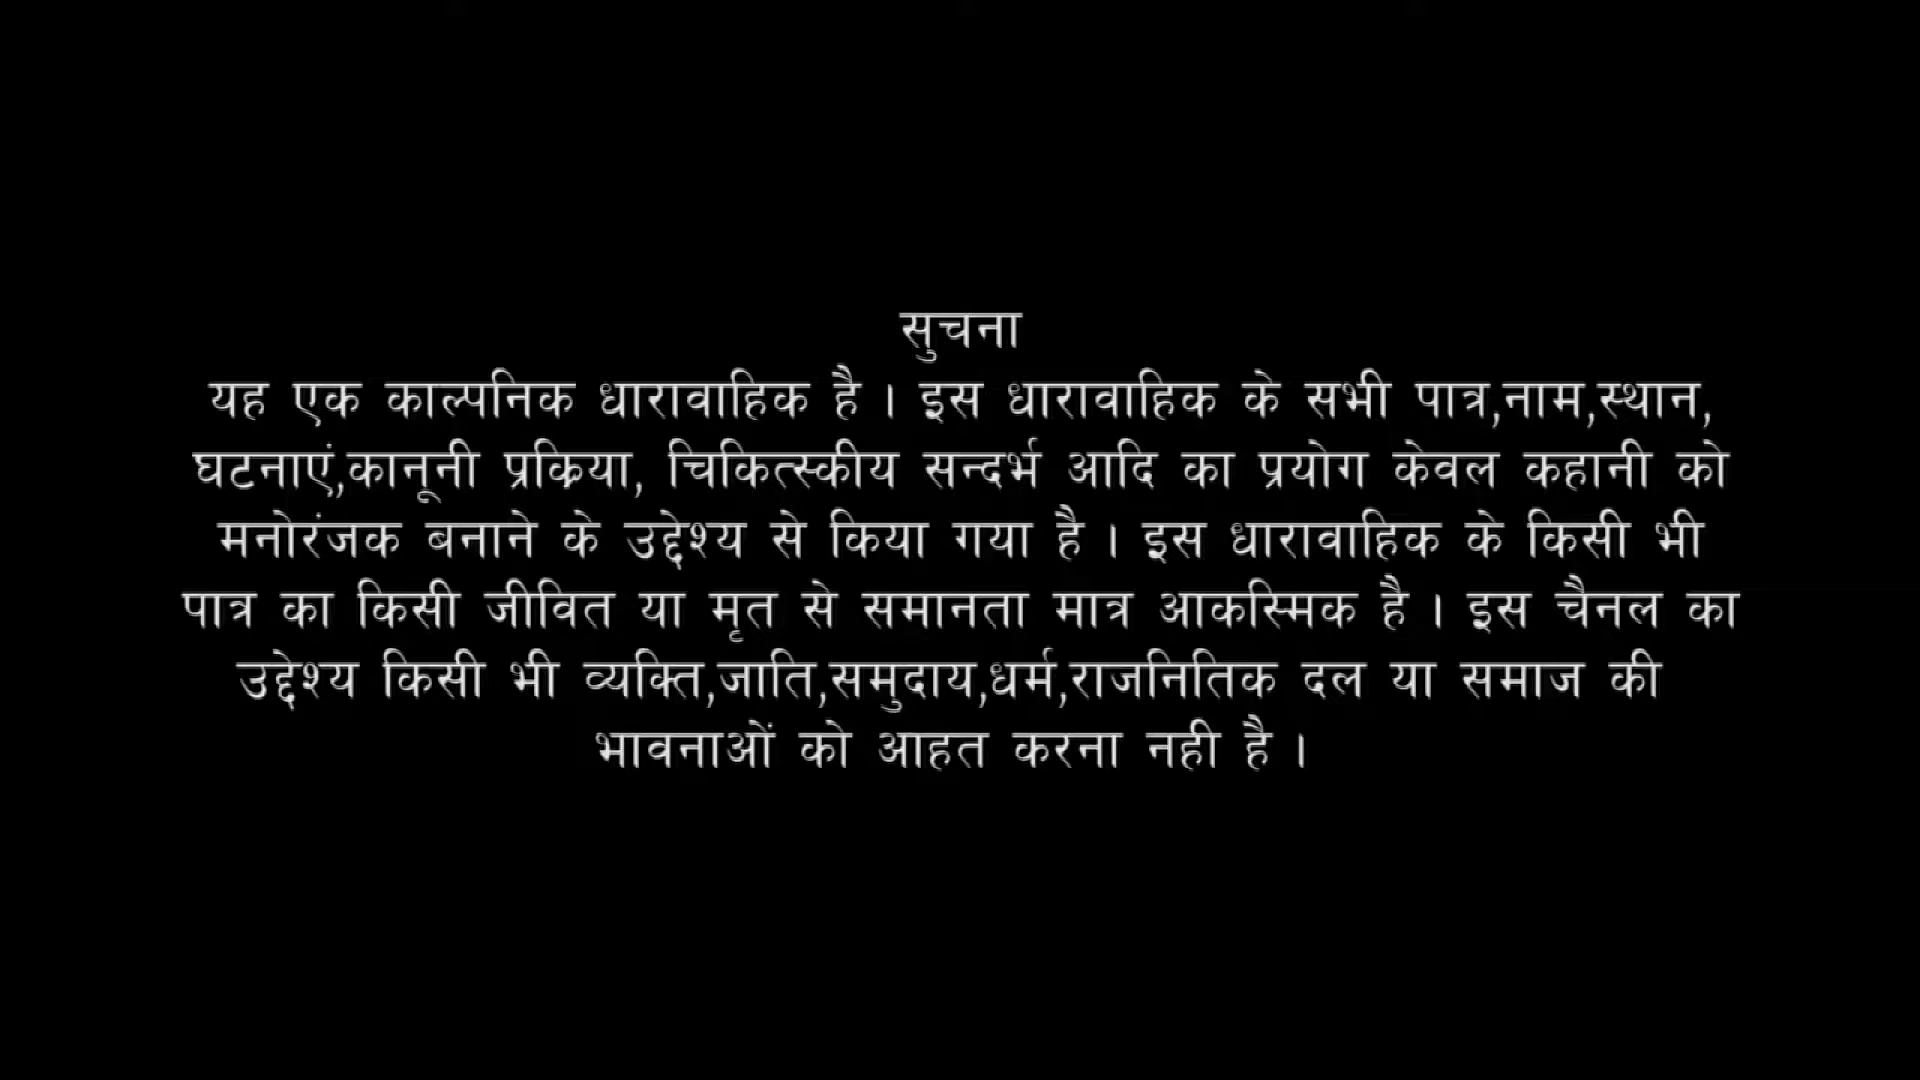 सुचना
यह एक काल्पनिक धारावाहिक है । इस धारावाहिक के सभी पात्र,नाम,स्थान,
घटनाएं,कानूनी प्रकिया, चिकित्स्कीय सन्दर्भ आदि का प्रयोग केवल कहानी को
मनोरंजक बनाने के उद्देश्य से किया गया है । इस धारावाहिक के किसी भी
पात्र का किसी जीवित या मृत से समानता मात्र आकस्मिक है । इस चैनल का
उद्देश्य किसी भी व्यक्ति,जाति,समुदाय,धर्म,राजनितिक दल या समाज की
भावनाओं को आहत करना नही है ।